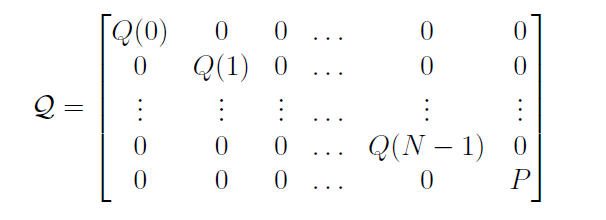 Q(0) 0 0 … 0 0
0 Q(1) 0 … 0 0
𝒬 = ⋮ ⋮ ⋮ … ⋮ ⋮
0 0 0 … Q(N − 1) 0
0 0 0 … 0 P